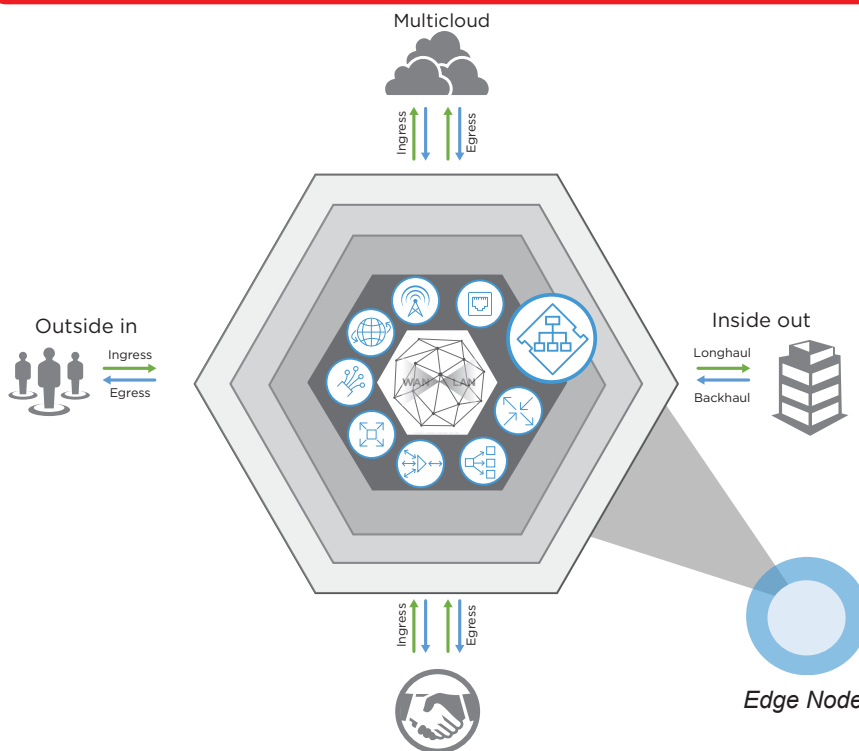 Multicloud
Ingress
Egress
Outside in
Ingress
Egress
WAN LAN
Inside out
Longhaul
Backhaul
Ingress
Egress
Edge Node